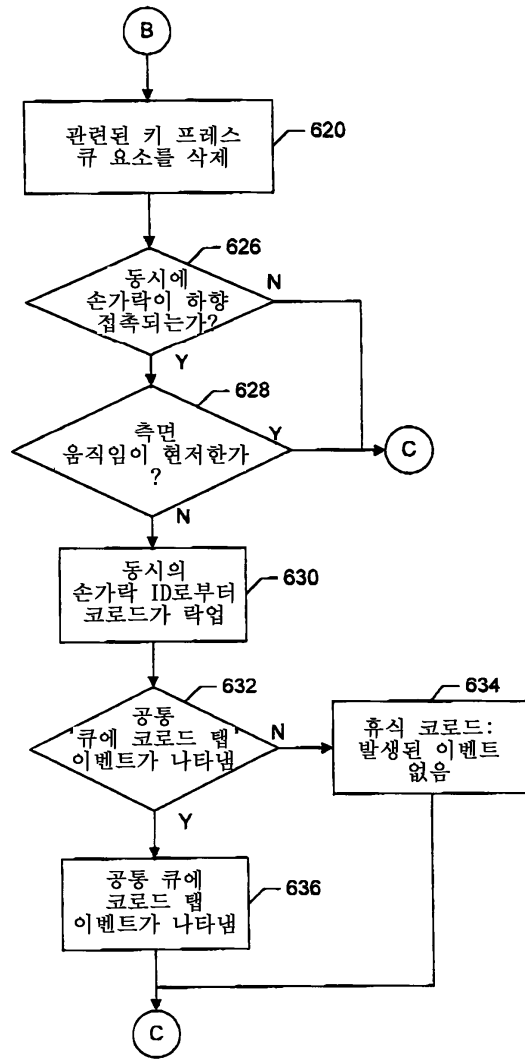 B
관련된 키 프레스
큐 요소를 삭제
620
626
동시에
손가락이 하향
접촉되는가?
N
Y
628
측면
움직임이 현저한가
?
Y
C
N
동시의
손가락 ID로부터
코로드가 락업
630
632
공통
큐에 코로드 탭
이벤트가 나타냄
N
634
휴식 코로드:
발생된 이벤트
없음
Y
공통 큐에
코로드 탭
이벤트가 나타냄
636
C